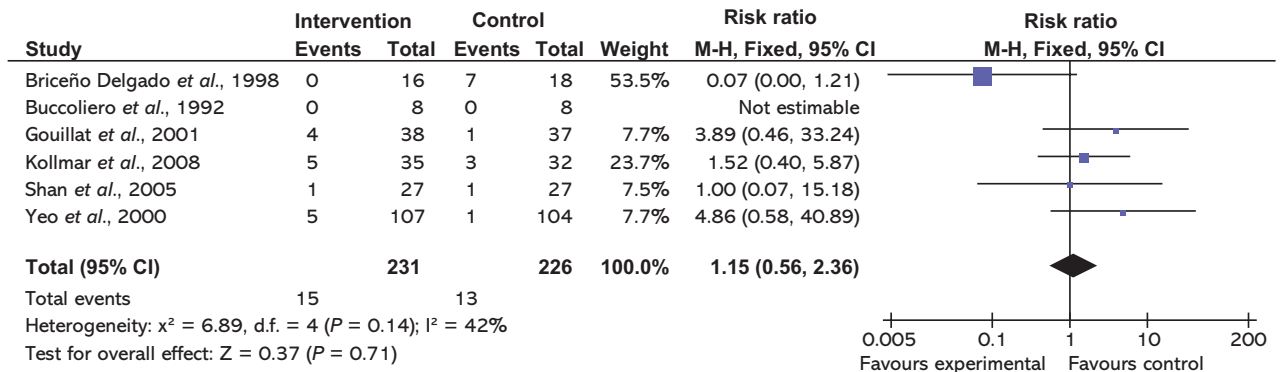 Intervention Control Risk ratio Risk ratio
Study Events Total Events Total Weight M-H, Fixed, 95% CI M-H, Fixed, 95% CI
Briceño Delgado et al., 1998 0 16 7 18 53.5% 0.07 (0.00, 1.21)
Buccoliero et al., 1992 0 8 0 8 Not estimable
Gouillat et al., 2001 4 38 1 37 7.7% 3.89 (0.46, 33.24)
Kollmar et al., 2008 5 35 3 32 23.7% 1.52 (0.40, 5.87)
Shan et al., 2005 1 27 1 27 7.5% 1.00 (0.07, 15.18)
Yeo et al., 2000 5 107 1 104 7.7% 4.86 (0.58, 40.89)
Total (95% CI) 231 226 100.0% 1.15 (0.56, 2.36)
Total events 15 13
Heterogeneity: x² = 6.89, d.f. = 4 (P = 0.14); I² = 42%
Test for overall effect: Z = 0.37 (P = 0.71)
0.005 0.1 1 10 200
Favours experimental Favours control